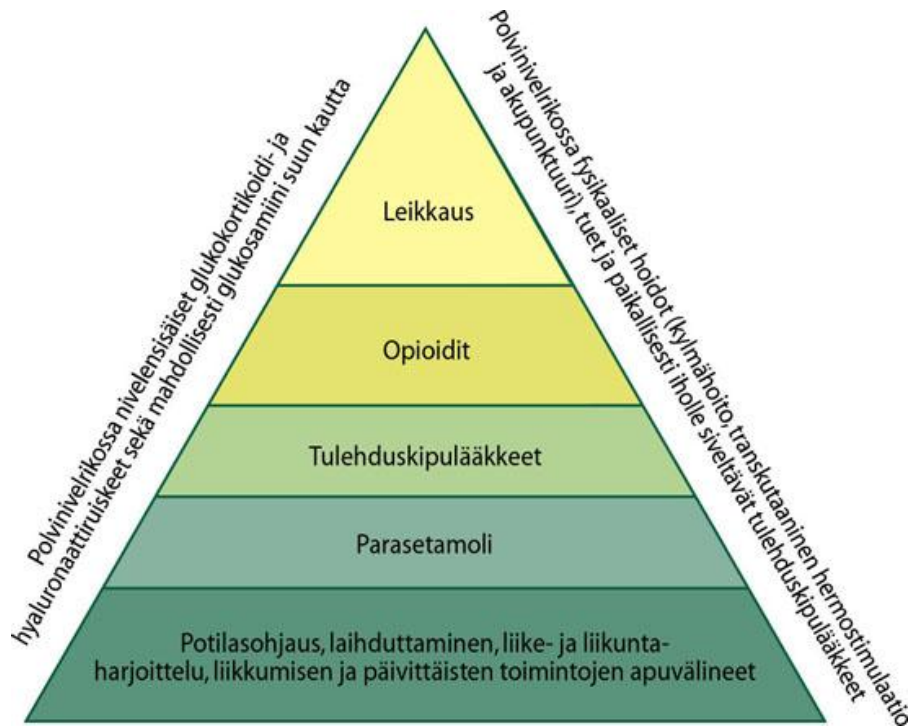 Polvinivelrikossa nivelensisäiset glukokortikoidi- ja
hyaluronaattiruiskeet sekä mahdollisesti glukosamiini suun kautta
Polvinivelrikossa fysikaaliset hoidot (kylmähoito, transkutaaninen hermostimulaatio
ja akupunktuuri), tuet ja paikallisesti iholle siveltävät tulehduskipulääkkeet
Leikkaus
Opioidit
Tulehduskipulääkkeet
Parasetamoli
Potilasohjaus, laihduttaminen, liike- ja liikunta-
harjoittelu, liikkumisen ja päivittäisten toimintojen apuvälineet